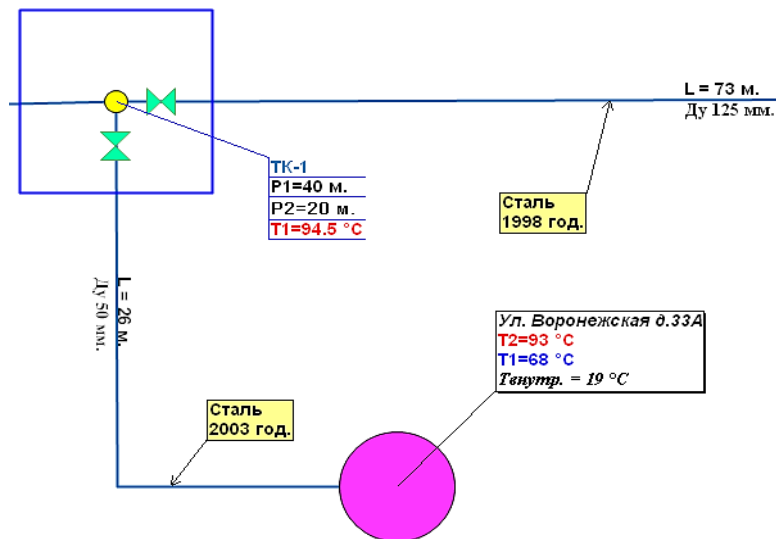 L = 73 м.
Ду 125 мм.
ТК-1
P1=40 м.
P2=20 м.
T1=94.5 °C
Сталь
1998 год.
L = 26 м.
Ду 50 мм.
Ул. Воронежская д.33А
T2=93 °C
T1=68 °C
Твнутр. = 19 °C
Сталь
2003 год.